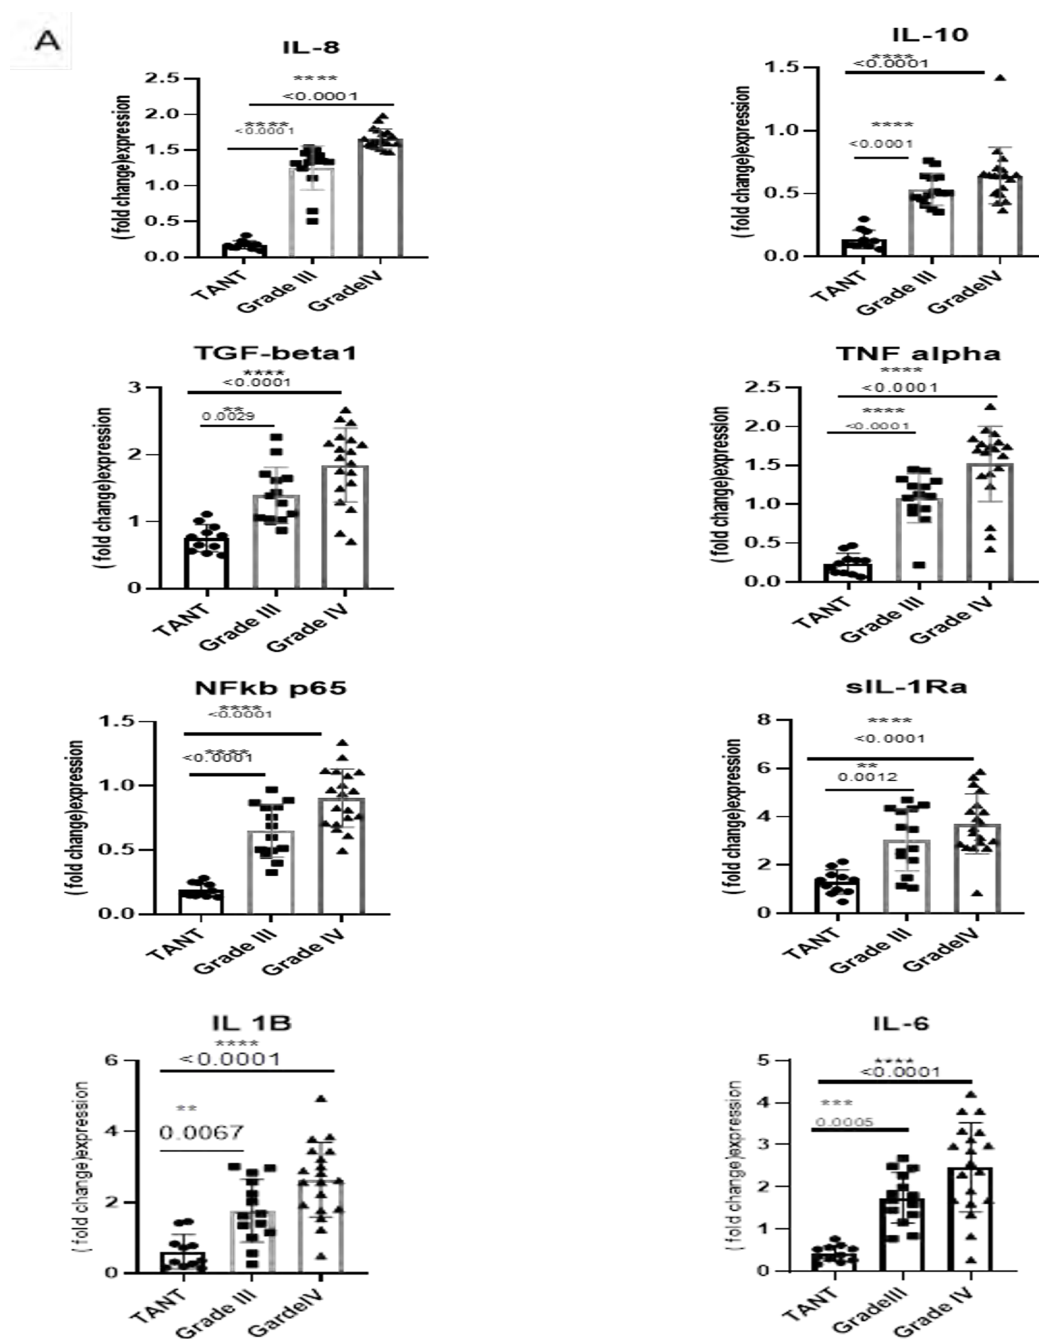 A
IL-8
****
<0.0001
****
<0.0001
(fold change)expression
2.5
2.0
1.5
1.0
0.5
0.0
TANT
Grade III
GradeIV
IL-10
****
<0.0001
****
<0.0001
(fold change)expression
1.5
1.0
0.5
0.0
TANT
Grade III
GradeIV
TGF-beta1
****
<0.0001
**
0.0029
(fold change)expression
3
2
1
0
TANT
Grade III
Grade IV
TNF alpha
****
<0.0001
****
<0.0001
(fold change)expression
2.5
2.0
1.5
1.0
0.5
0.0
TANT
Grade III
Grade IV
NFkb p65
****
<0.0001
****
<0.0001
(fold change)expression
1.5
1.0
0.5
0.0
TANT
Grade III
Grade IV
sIL-1Ra
****
<0.0001
**
0.0012
(fold change)expression
8
6
4
2
0
TANT
Grade III
GradeIV
IL 1B
****
<0.0001
**
0.0067
(fold change)expression
6
4
2
0
TANT
Grade III
GardeIV
IL-6
****
<0.0001
***
0.0005
(fold change)expression
5
4
3
2
1
0
TANT
GradeIII
Grade IV